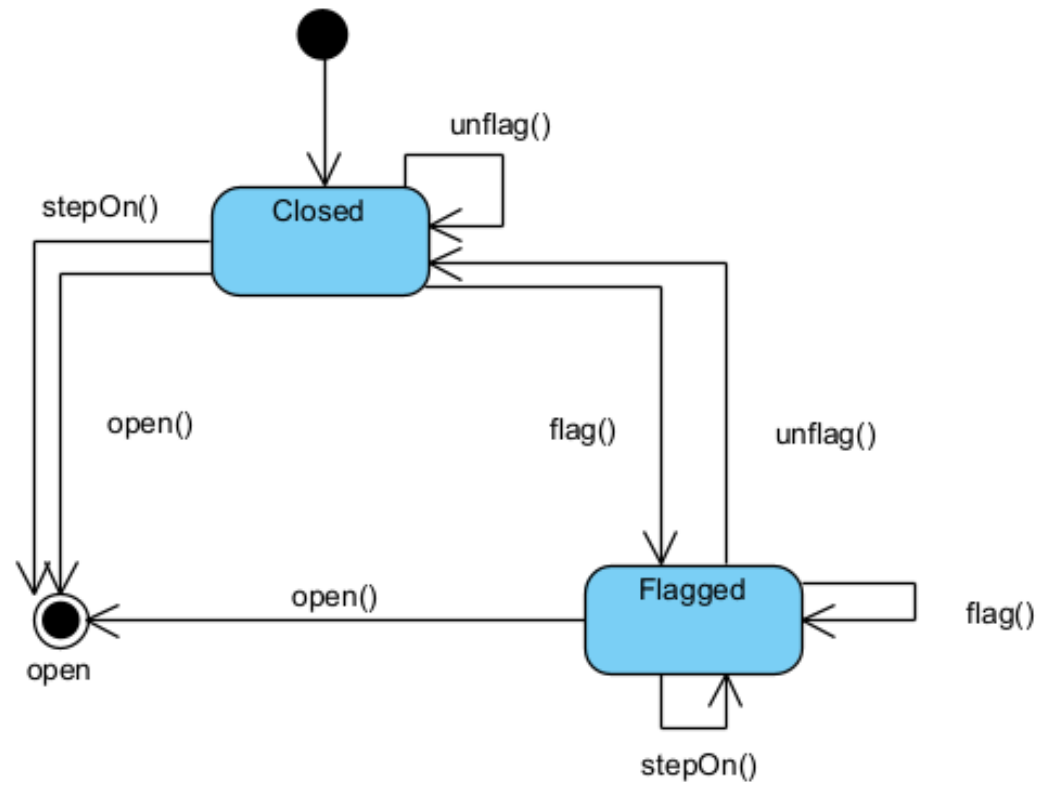 unflag()
stepOn()
Closed
open()
flag()
unflag()
open()
Flagged
flag()
open
stepOn()